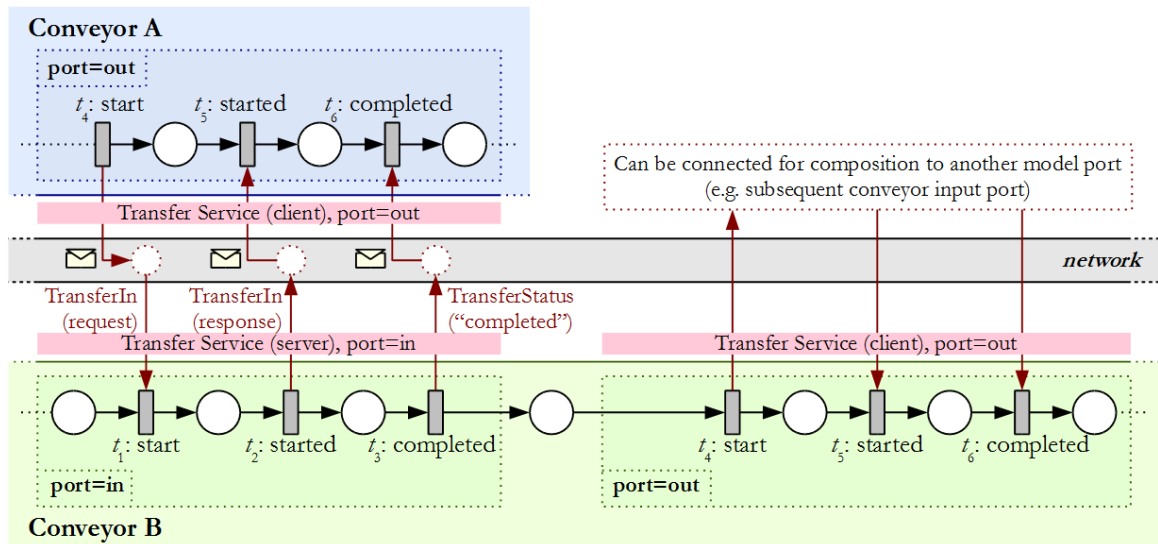 Conveyor A
port=out
t4: start
t5: started
t6: completed
Can be connected for composition to another model port
(e.g. subsequent conveyor input port)
Transfer Service (client), port=out
network
TransferIn
(request)
TransferIn
(response)
TransferStatus
(“completed”)
Transfer Service (server), port=in
Transfer Service (client), port=out
t1: start
t2: started
t3: completed
t4: start
t5: started
t6: completed
port=in
port=out
Conveyor B